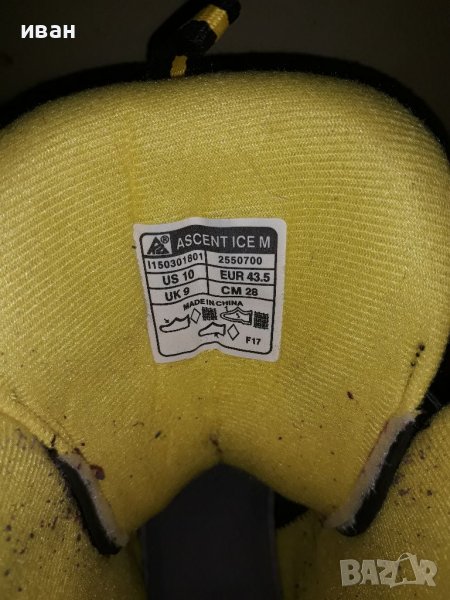 иван
ASCENT ICE M
I150301801 2550700
US 10 EUR 43.5
UK 9 CM 28
MADE IN CHINA
F17
BAZAR